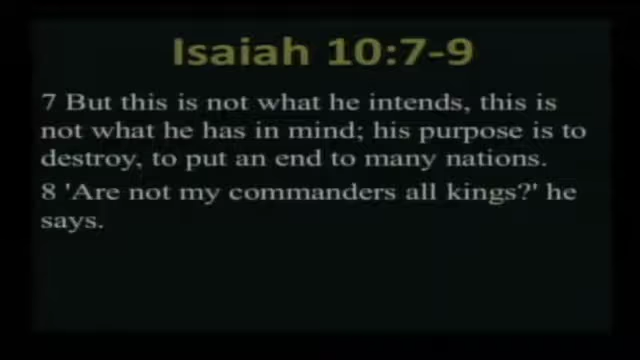 Isaiah 10:7-9
7 But this is not what he intends, this is
not what he has in mind; his purpose is to
destroy, to put an end to many nations.
8 'Are not my commanders all kings?' he
says.